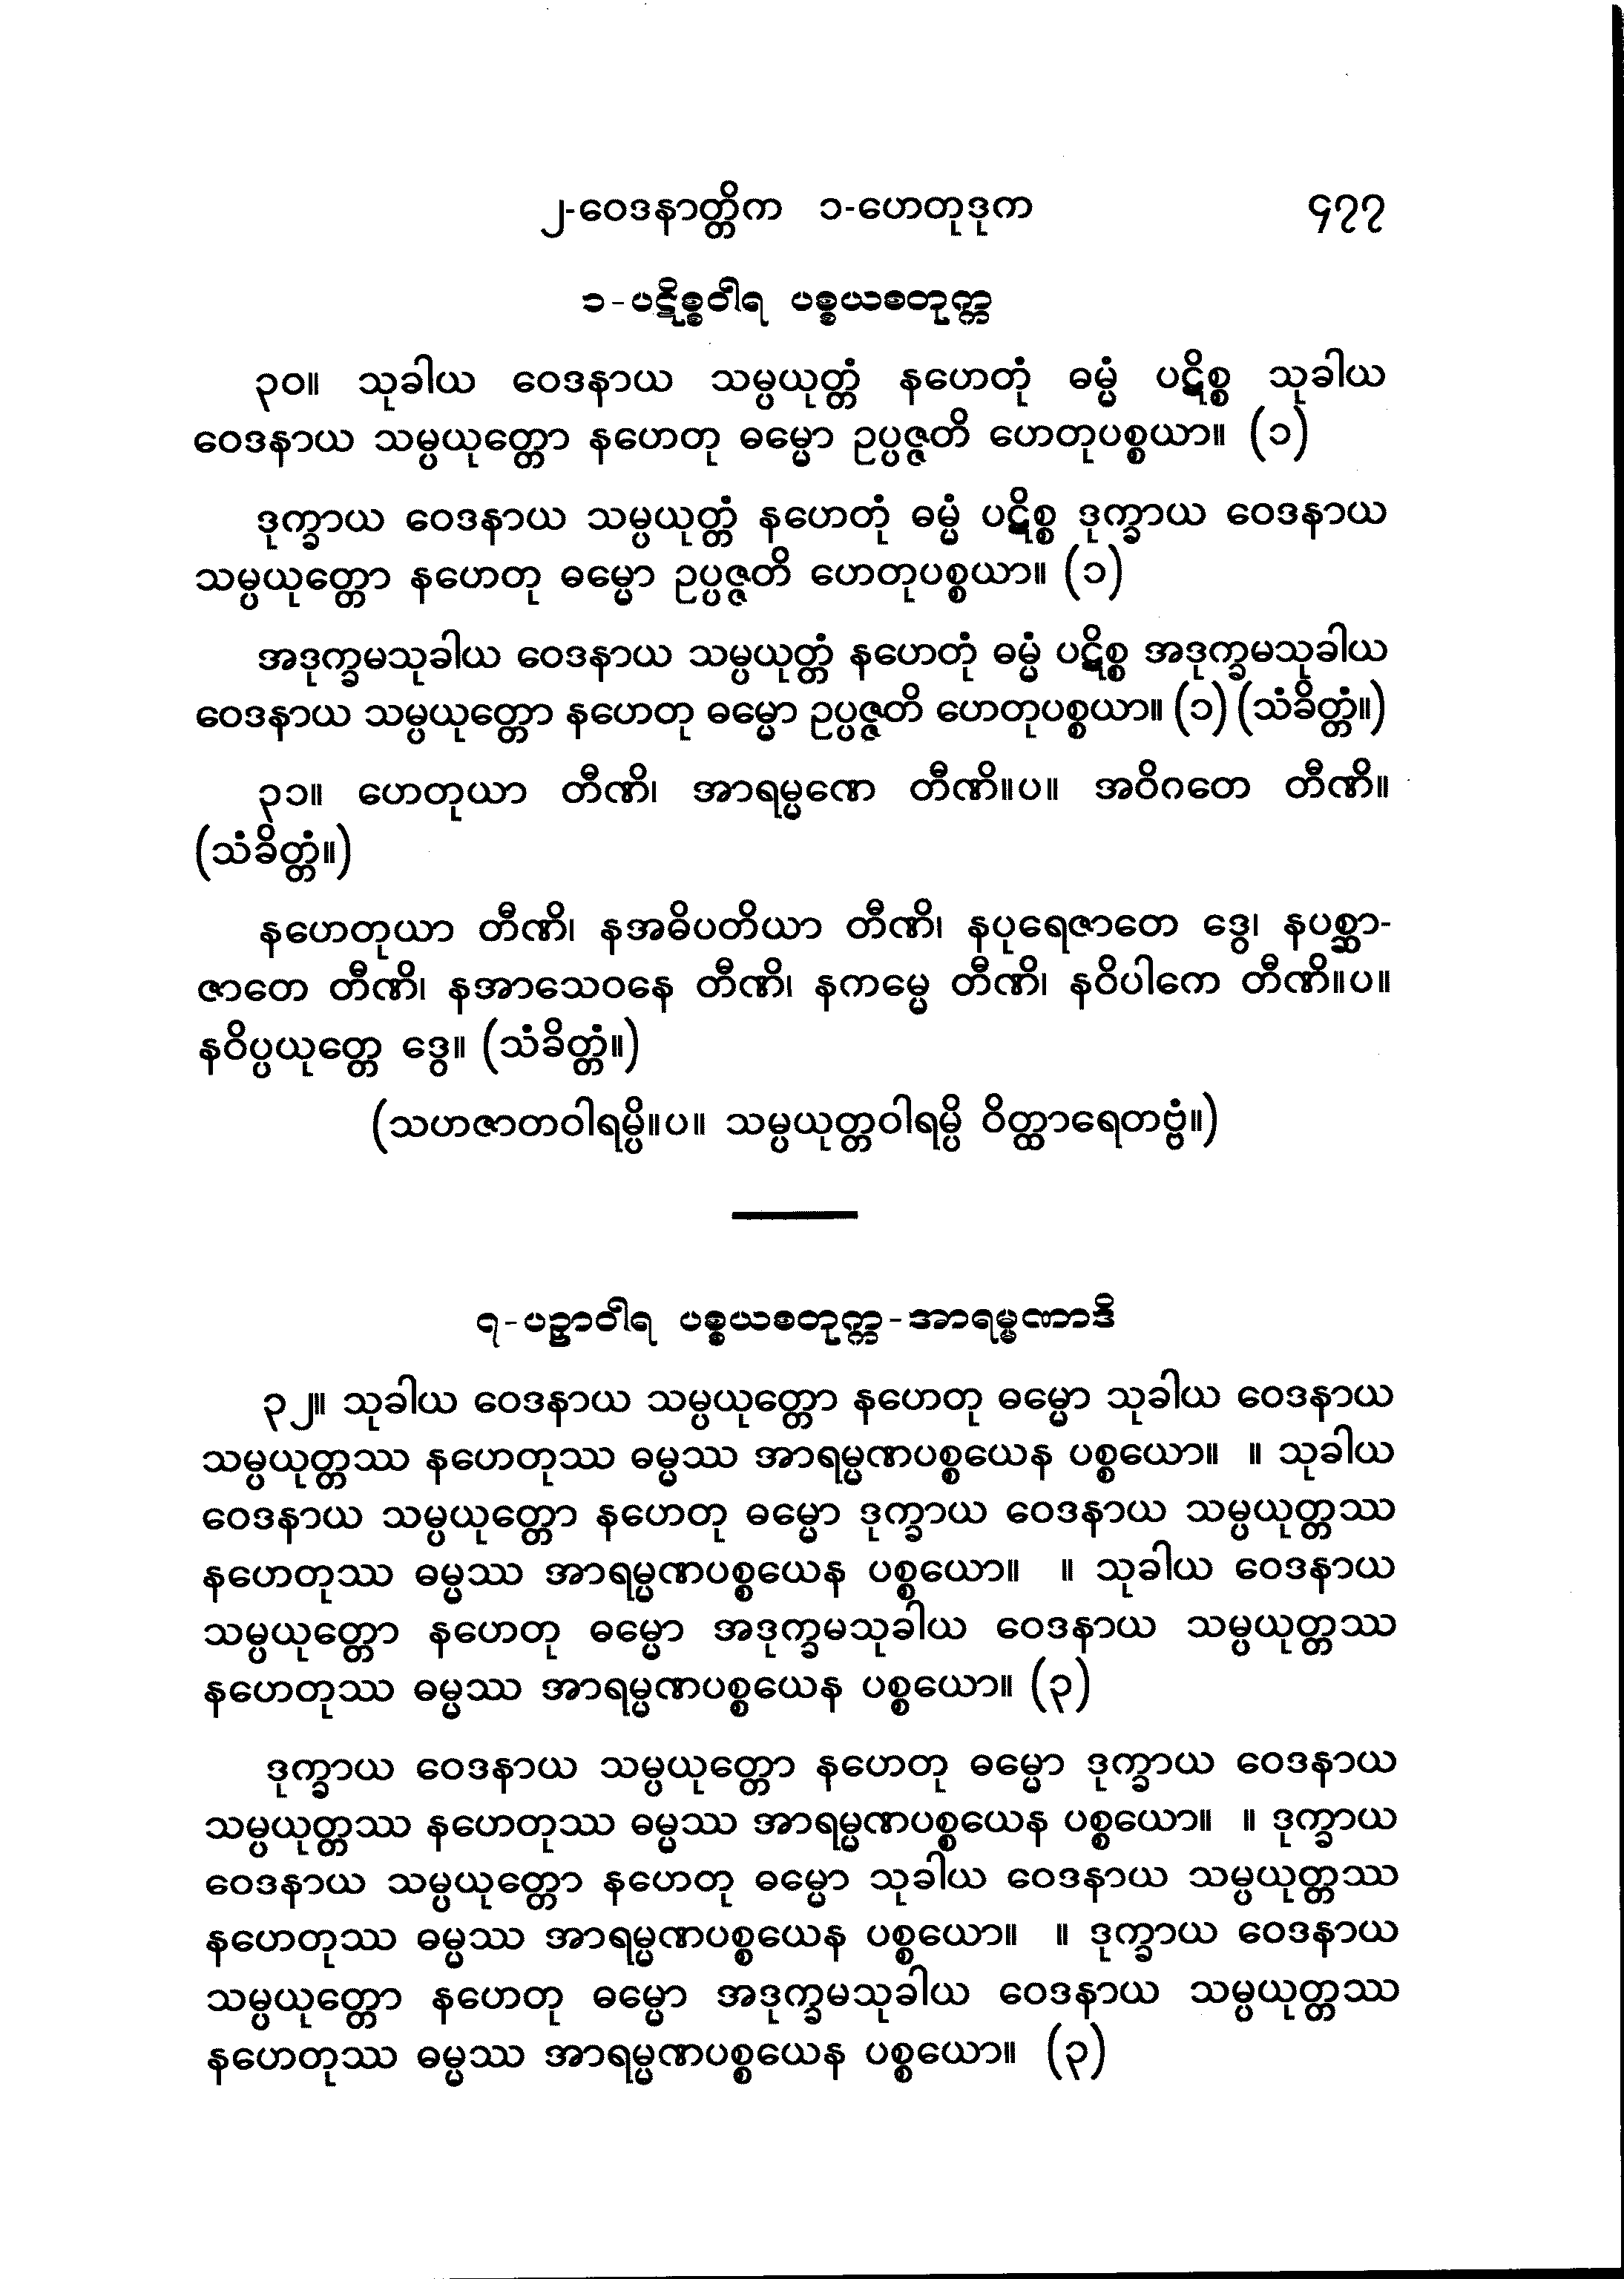 ၂-ဝေဒနာတ္တိက ၁-ဟေတုဒုက ၄၇၇
၁-ပဋိစ္စဝါရ ပစ္စယစတုက္က
၃၀။ သုခါယ ဝေဒနာယ သမ္ပယုတ္တံ နဟေတုံ ဓမ္မံ ပဋိစ္စ သုခါယ
ဝေဒနာယ သမ္ပယုတ္တော နဟေတု ဓမ္မော ဥပ္ပဇ္ဇတိ ဟေတုပစ္စယာ။ (၁)
ဒုက္ခာယ ဝေဒနာယ သမ္ပယုတ္တံ နဟေတုံ ဓမ္မံ ပဋိစ္စ ဒုက္ခာယ ဝေဒနာယ
သမ္ပယုတ္တော နဟေတု ဓမ္မော ဥပ္ပဇ္ဇတိ ဟေတုပစ္စယာ။ (၁)
အဒုက္ခမသုခါယ ဝေဒနာယ သမ္ပယုတ္တံ နဟေတုံ ဓမ္မံ ပဋိစ္စ အဒုက္ခမသုခါယ
ဝေဒနာယ သမ္ပယုတ္တော နဟေတု ဓမ္မော ဥပ္ပဇ္ဇတိ ဟေတုပစ္စယာ။ (၁) (သံခိတ္တံ။)
၃၁။ ဟေတုယာ တီဏိ၊ အာရမ္မဏေ တီဏိ။ပ။ အဝိဂတေ တီဏိ။
(သံခိတ္တံ။)
နဟေတုယာ တီဏိ၊ နအဓိပတိယာ တီဏိ၊ နပုရေဇာတေ ဒွေ၊ နပစ္ဆာ-
ဇာတေ တီဏိ၊ နအာသေဝနေ တီဏိ၊ နကမ္မေ တီဏိ၊ နဝိပါကေ တီဏိ။ပ။
နဝိပ္ပယုတ္တေ ဒွေ။ (သံခိတ္တံ။)
(သဟဇာတဝါရမ္ပိ။ပ။ သမ္ပယုတ္တဝါရမ္ပိ ဝိတ္ထာရေတဗ္ဗံ။)
၇-ပဉှာဝါရ ပစ္စယစတုက္က-အာရမ္မဏာဒိ
၃၂။ သုခါယ ဝေဒနာယ သမ္ပယုတ္တော နဟေတု ဓမ္မော သုခါယ ဝေဒနာယ
သမ္ပယုတ္တဿ နဟေတုဿ ဓမ္မဿ အာရမ္မဏပစ္စယေန ပစ္စယော။ ။ သုခါယ
ဝေဒနာယ သမ္ပယုတ္တော နဟေတု ဓမ္မော ဒုက္ခာယ ဝေဒနာယ သမ္ပယုတ္တဿ
နဟေတုဿ ဓမ္မဿ အာရမ္မဏပစ္စယေန ပစ္စယော။ ။ သုခါယ ဝေဒနာယ
သမ္ပယုတ္တော နဟေတု ဓမ္မော အဒုက္ခမသုခါယ ဝေဒနာယ သမ္ပယုတ္တဿ
နဟေတုဿ ဓမ္မဿ အာရမ္မဏပစ္စယေန ပစ္စယော။ (၃)
ဒုက္ခာယ ဝေဒနာယ သမ္ပယုတ္တော နဟေတု ဓမ္မော ဒုက္ခာယ ဝေဒနာယ
သမ္ပယုတ္တဿ နဟေတုဿ ဓမ္မဿ အာရမ္မဏပစ္စယေန ပစ္စယော။ ။ ဒုက္ခာယ
ဝေဒနာယ သမ္ပယုတ္တော နဟေတု ဓမ္မော သုခါယ ဝေဒနာယ သမ္ပယုတ္တဿ
နဟေတုဿ ဓမ္မဿ အာရမ္မဏပစ္စယေန ပစ္စယော။ ။ ဒုက္ခာယ ဝေဒနာယ
သမ္ပယုတ္တော နဟေတု ဓမ္မော အဒုက္ခမသုခါယ ဝေဒနာယ သမ္ပယုတ္တဿ
နဟေတုဿ ဓမ္မဿ အာရမ္မဏပစ္စယေန ပစ္စယော။ (၃)